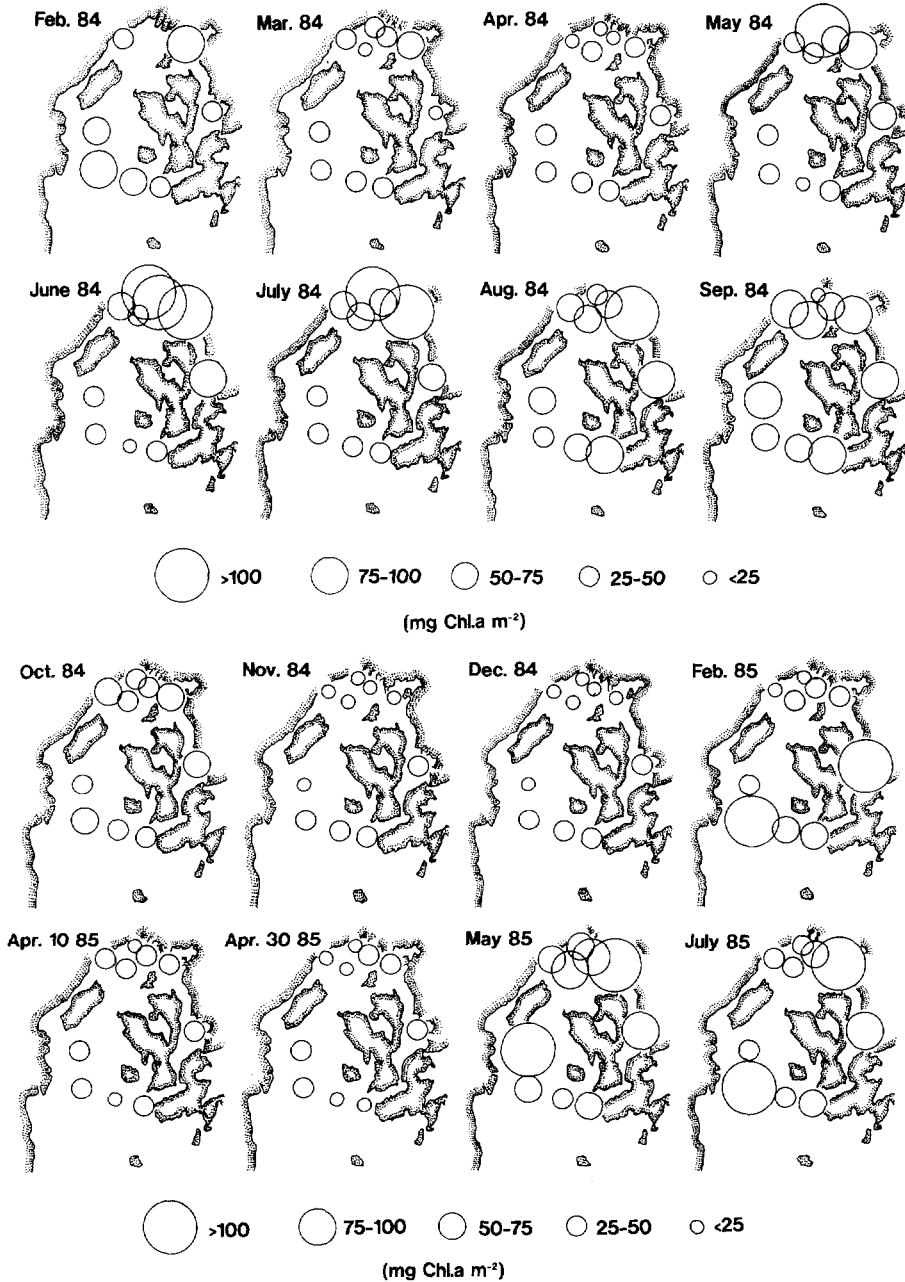 Feb. 84 Mar. 84 Apr. 84 May 84
June 84 July 84 Aug. 84 Sep. 84
>100 75-100 50-75 25-50 <25
(mg Chl.a m⁻²)
Oct. 84 Nov. 84 Dec. 84 Feb. 85
Apr. 10 85 Apr. 30 85 May 85 July 85
>100 75-100 50-75 25-50 <25
(mg Chl.a m⁻²)